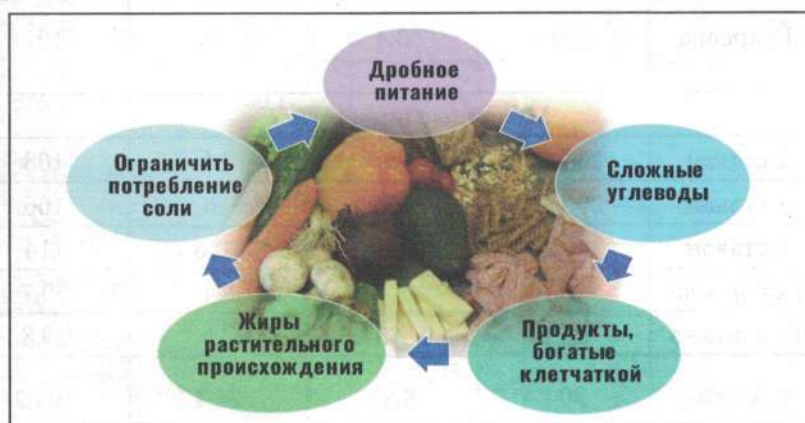 Дробное
питание
Сложные
углеводы
Продукты,
богатые
клетчаткой
Жиры
растительного
происхождения
Ограничить
потребление
соли